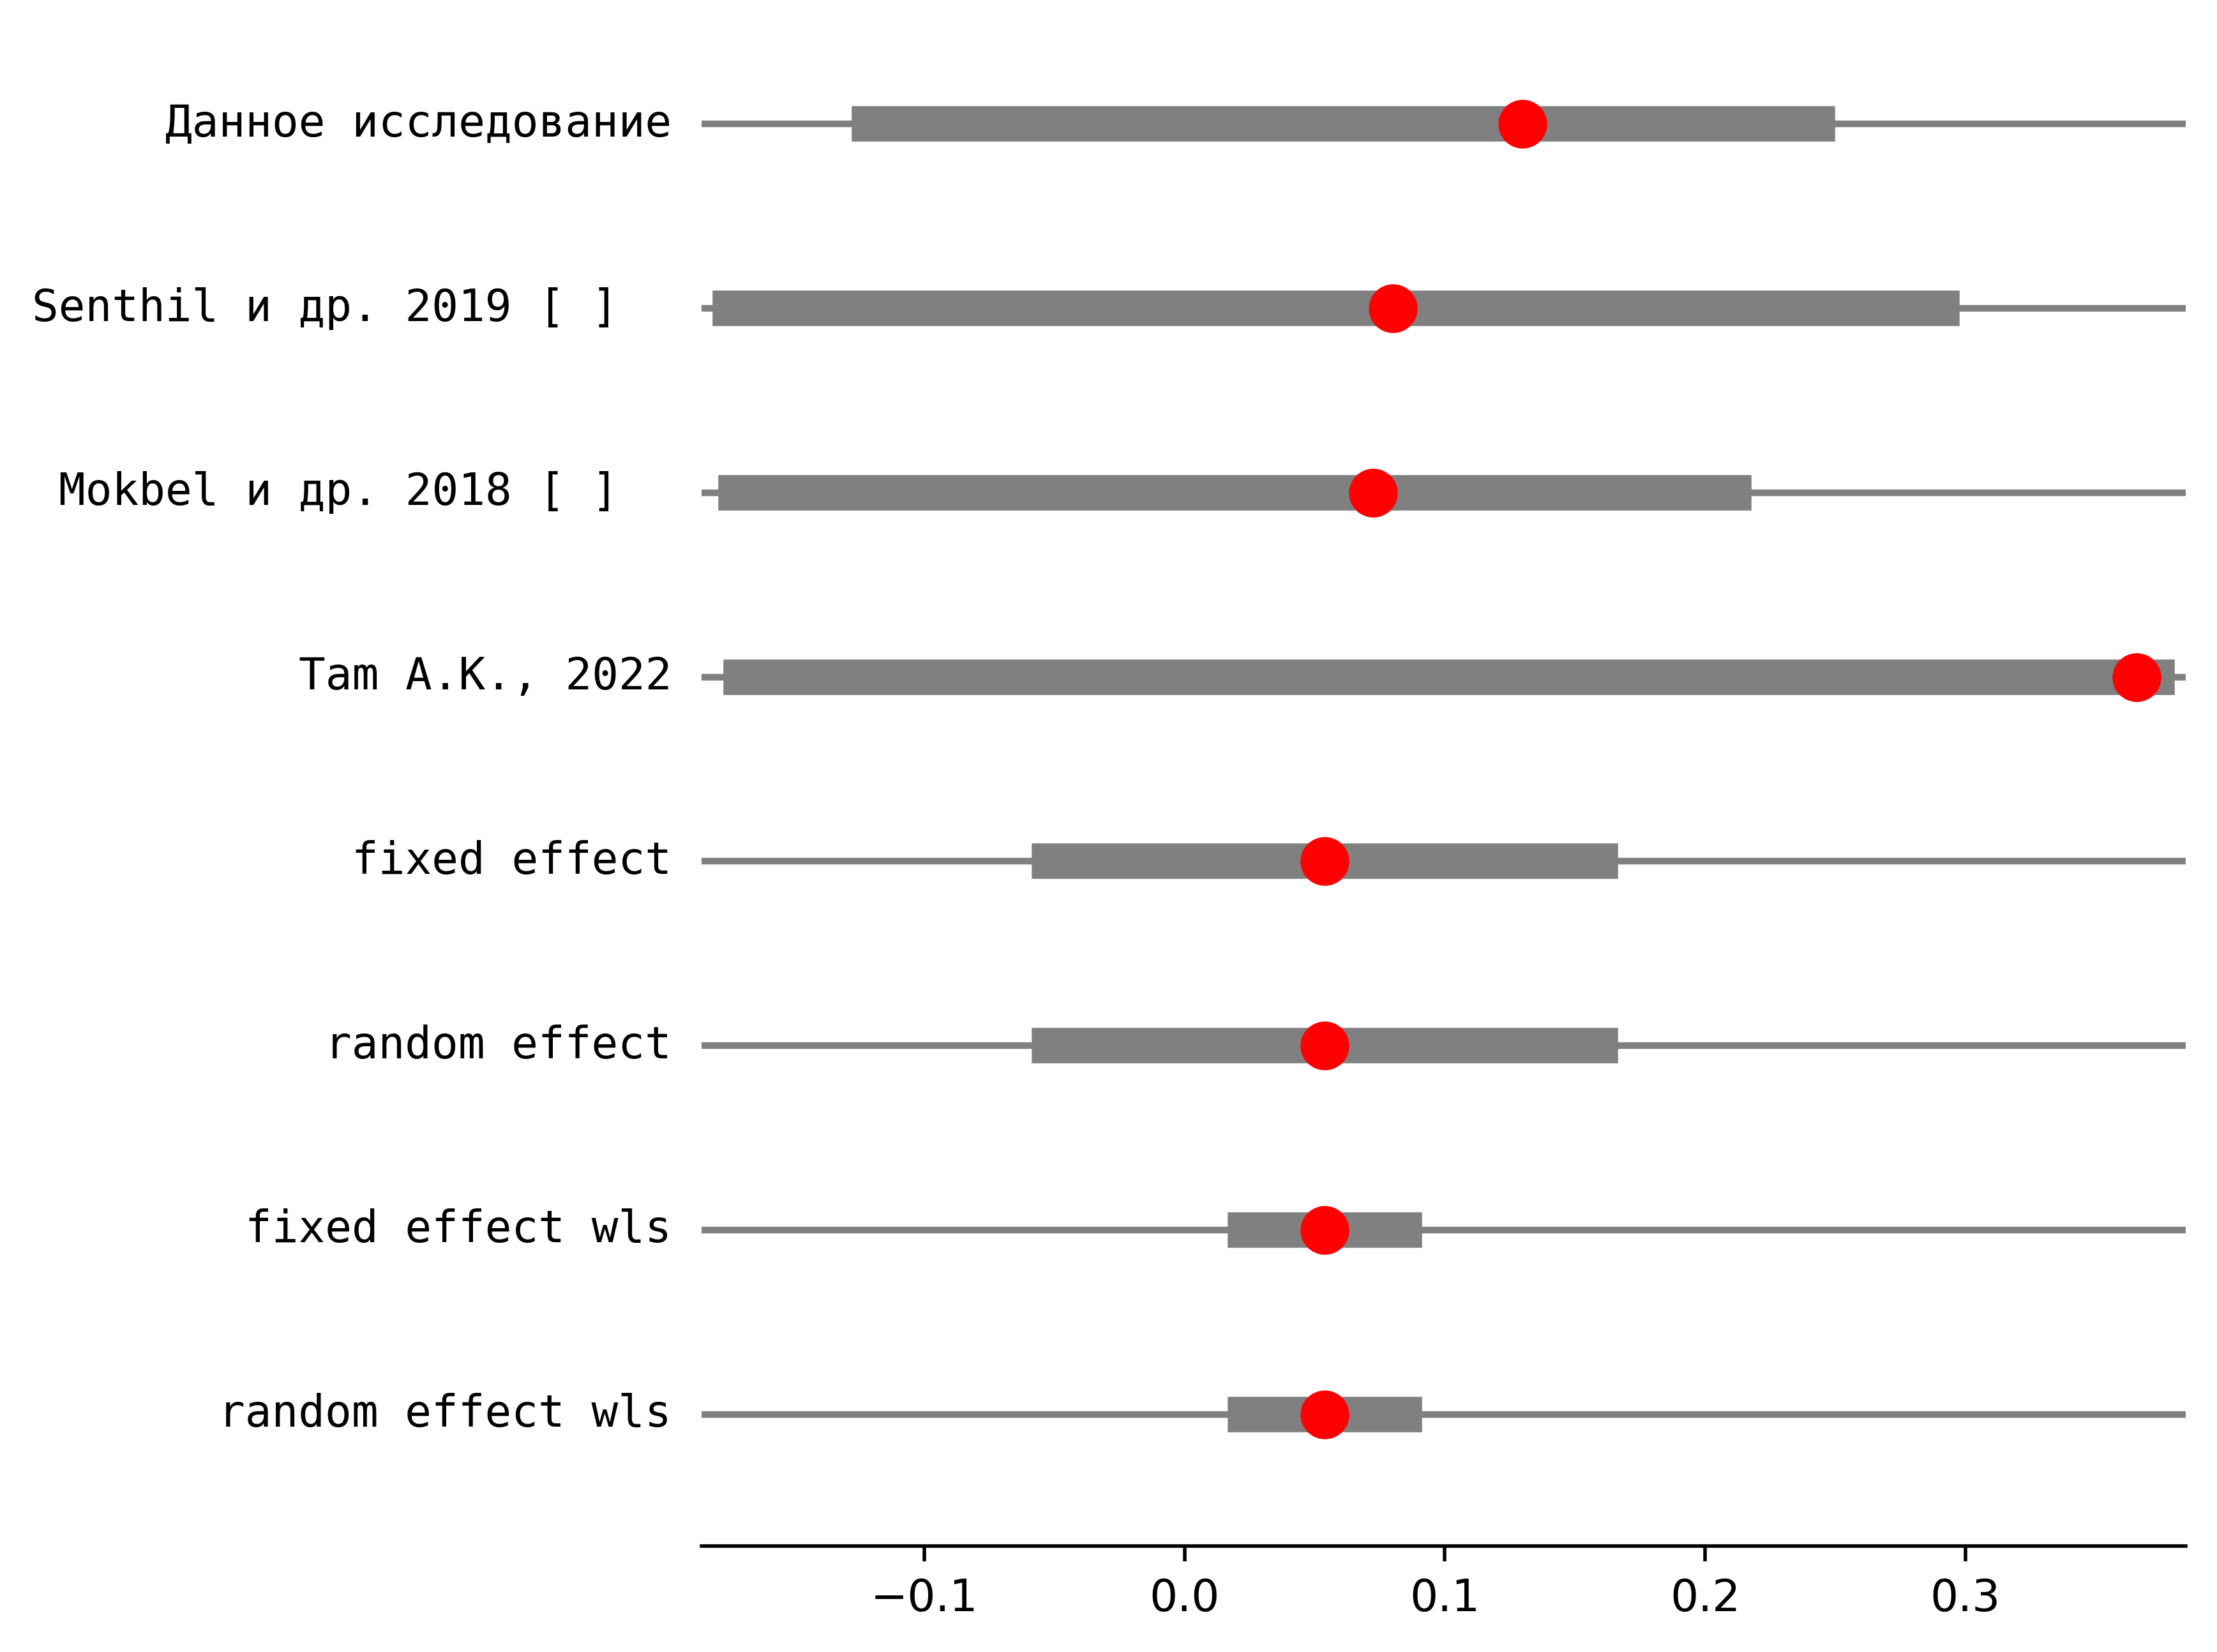 Данное исследование
Senthil и др. 2019 [ ]
Mokbel и др. 2018 [ ]
Tam A.K., 2022
fixed effect
random effect
fixed effect wls
random effect wls
−0.1 0.0 0.1 0.2 0.3